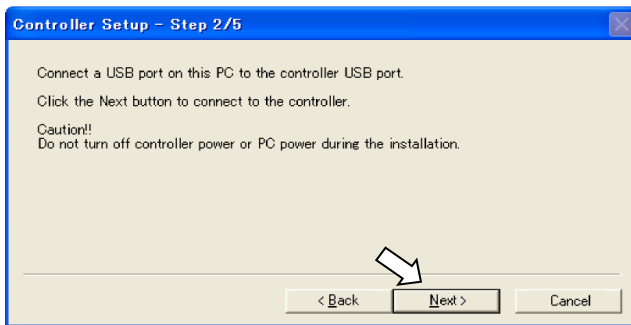 Controller Setup - Step 2/5
Connect a USB port on this PC to the controller USB port.
Click the Next button to connect to the controller.
Caution!!
Do not turn off controller power or PC power during the installation.
< Back
Next >
Cancel